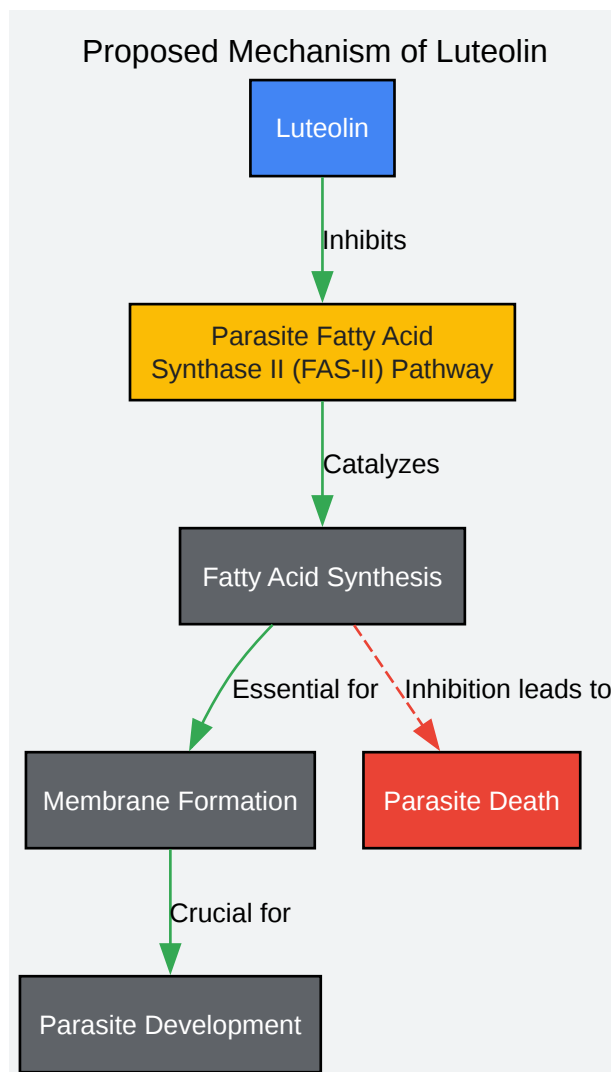 Proposed Mechanism of Luteolin
Luteolin
Inhibits
Parasite Fatty Acid
Synthase II (FAS-II) Pathway
Catalyzes
Fatty Acid Synthesis
Essential for
Inhibition leads to
Membrane Formation
Parasite Death
Crucial for
Parasite Development